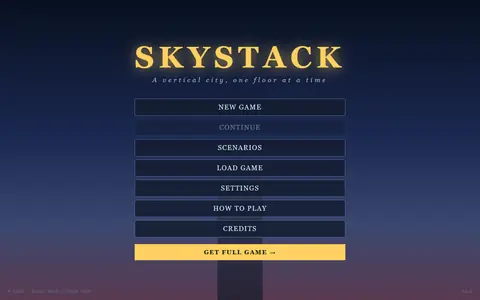 SKYSTACK
A vertical city, one floor at a time
NEW GAME
CONTINUE
SCENARIOS
LOAD GAME
SETTINGS
HOW TO PLAY
CREDITS
GET FULL GAME →